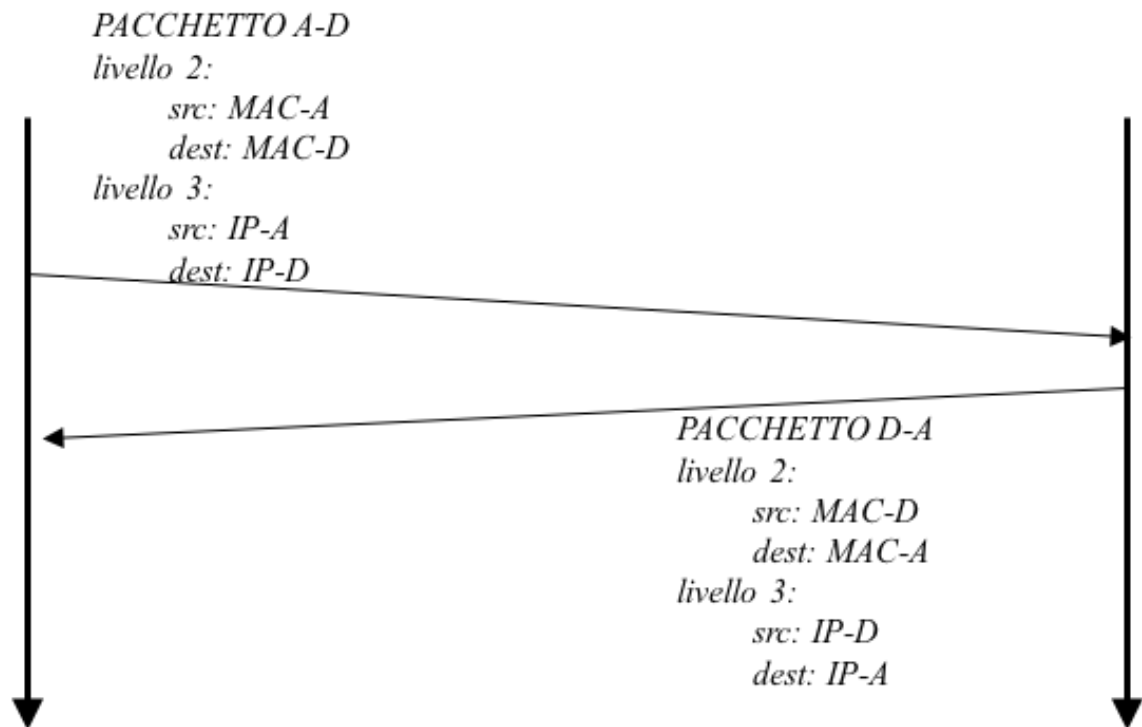 PACCHETTO A-D
livello 2:
src: MAC-A
dest: MAC-D
livello 3:
src: IP-A
dest: IP-D
PACCHETTO D-A
livello 2:
src: MAC-D
dest: MAC-A
livello 3:
src: IP-D
dest: IP-A